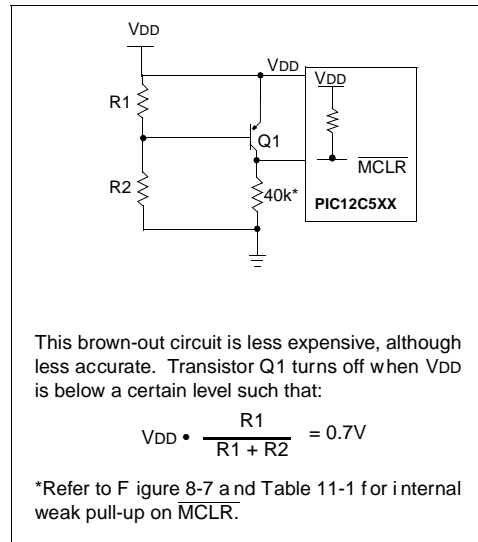 VDD
VDD
VDD
R1
Q1
MCLR
R2
40k*
PIC12C5XX
This brown-out circuit is less expensive, although
less accurate. Transistor Q1 turns off when VDD
is below a certain level such that:
VDD • R1 / R1 + R2 = 0.7V
*Refer to F igure 8-7 a nd Table 11-1 f or i nternal
weak pull-up on MCLR.